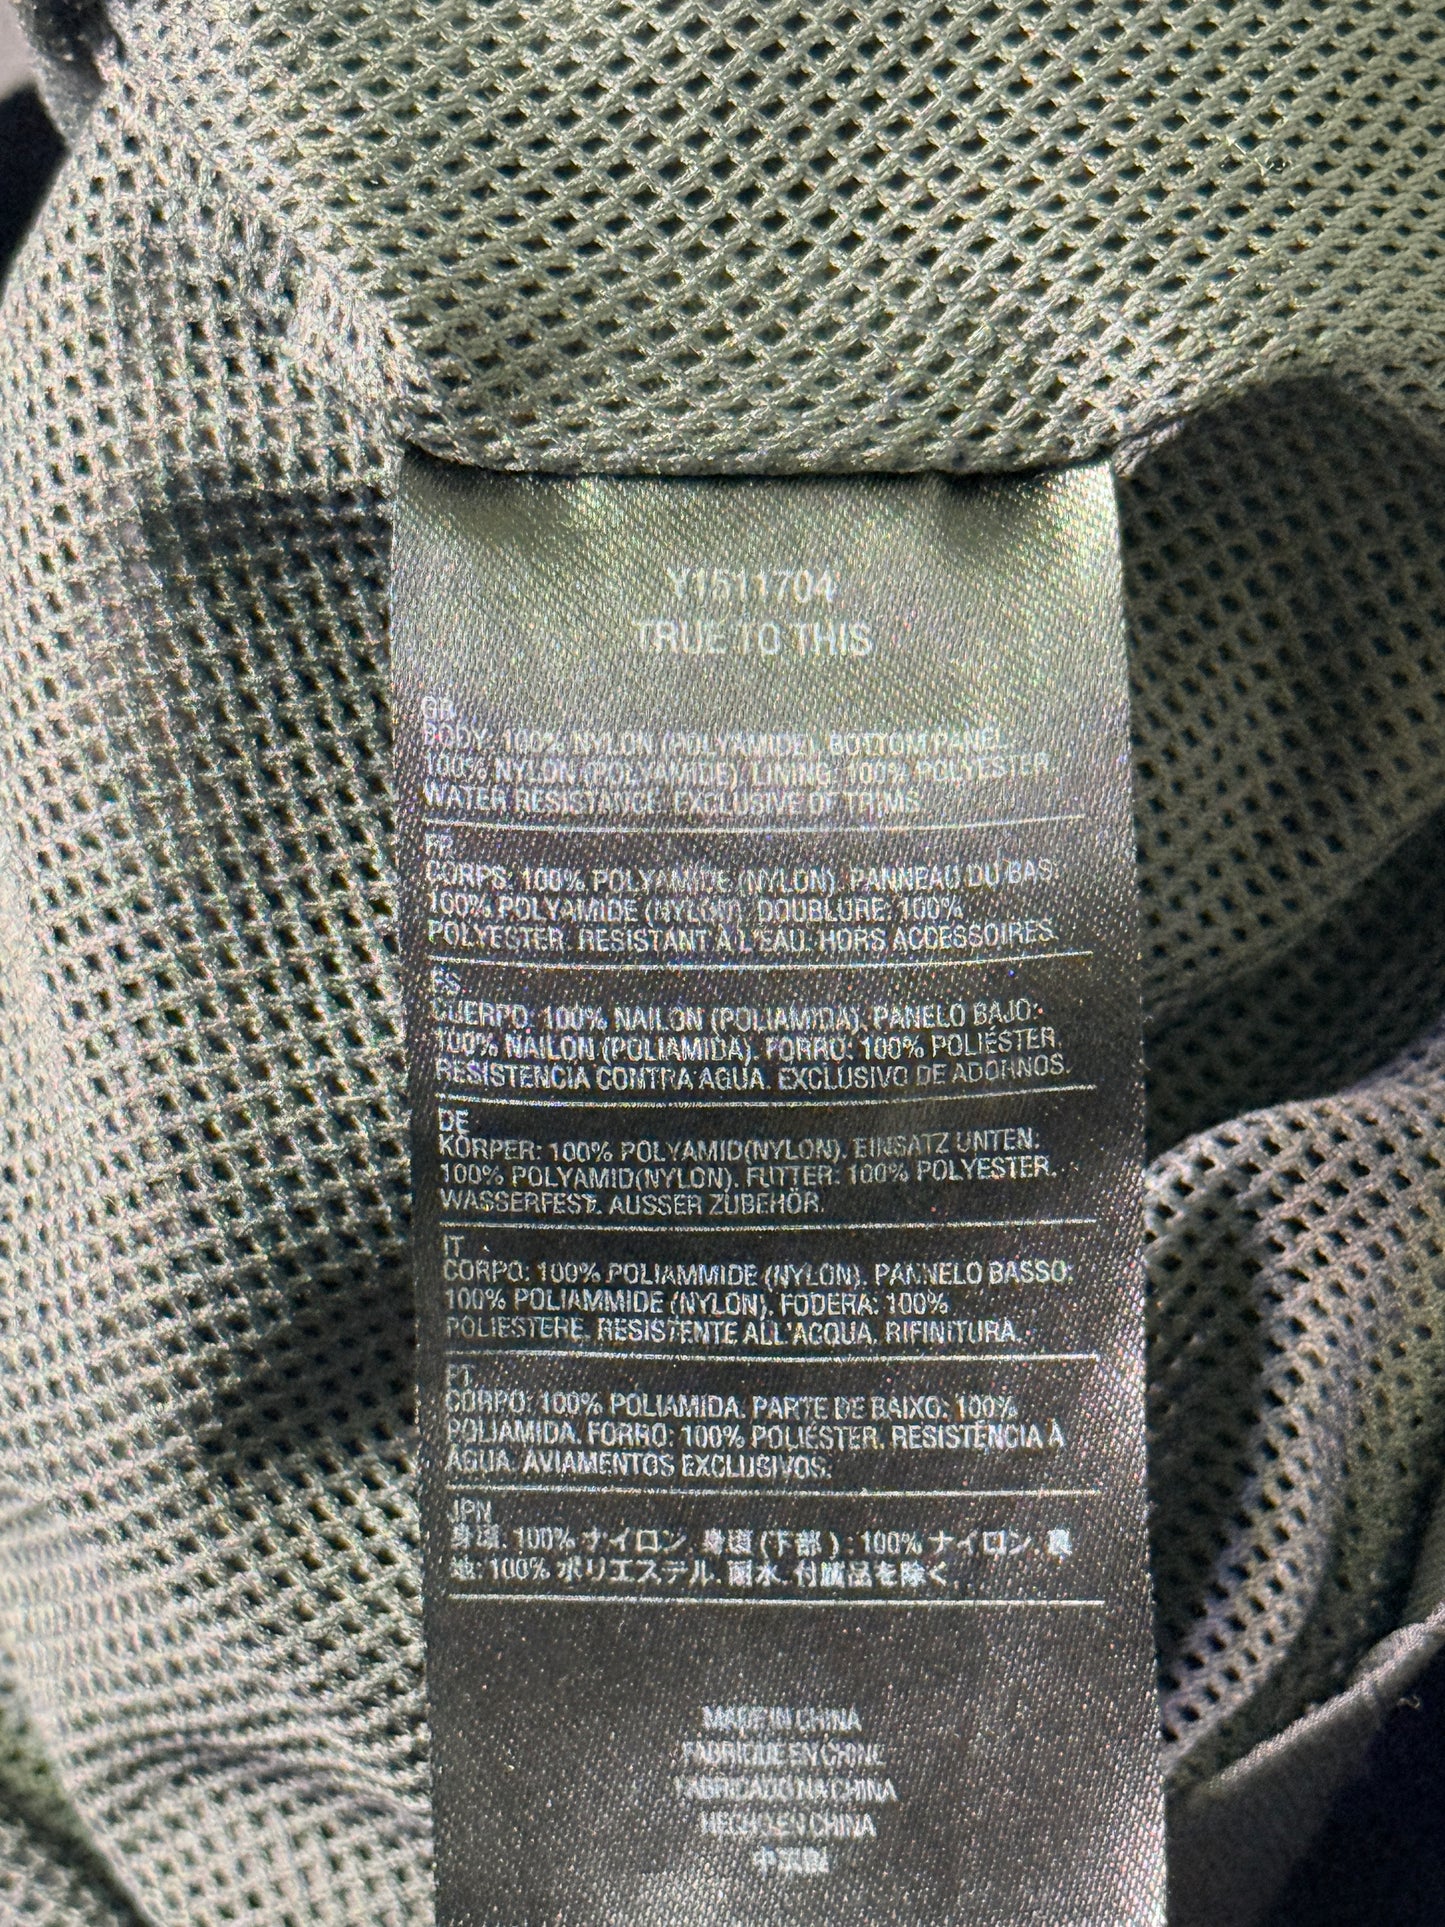 Y1511704
TRUE TO THIS
GR
BODY: 100% NYLON (POLYAMIDE). BOTTOM PANEL
100% NYLON (POLYAMIDE). LINING: 100% POLYESTER.
WATER RESISTANCE. EXCLUSIVE OF TRIMS.
FR
CORPS: 100% POLYAMIDE (NYLON). PANNEAU DU BAS:
100% POLYAMIDE (NYLON). DOUBLURE: 100%
POLYESTER. RESISTANT À L'EAU. HORS ACCESSOIRES.
ES
CUERPO: 100% NAILON (POLIAMIDA). PANELO BAJO:
100% NAILON (POLIAMIDA). FORRO: 100% POLIÉSTER.
RESISTENCIA CONTRA AGUA. EXCLUSIVO DE ADORNOS.
DE
KÖRPER: 100% POLYAMID(NYLON). EINSATZ UNTEN:
100% POLYAMID(NYLON). FUTTER: 100% POLYESTER.
WASSERFEST. AUSSER ZUBEHÖR.
IT
CORPO: 100% POLIAMMIDE (NYLON). PANNELO BASSO:
100% POLIAMMIDE (NYLON). FODERA: 100%
POLIESTERE. RESISTENTE ALL'ACQUA. RIFINITURA.
PT
CORPO: 100% POLIAMIDA. PARTE DE BAIXO: 100%
POLIAMIDA. FORRO: 100% POLIÉSTER. RESISTÊNCIA À
ÁGUA. AVIAMENTOS EXCLUSIVOS.
JPN
身頃: 100% ナイロン. 身頃 (下部) : 100% ナイロン. 裏
地: 100% ポリエステル. 耐水. 付属品を除く.
MADE IN CHINA
FABRIQUE EN CHINE
FABRICADO NA CHINA
HECHO EN CHINA
中国製